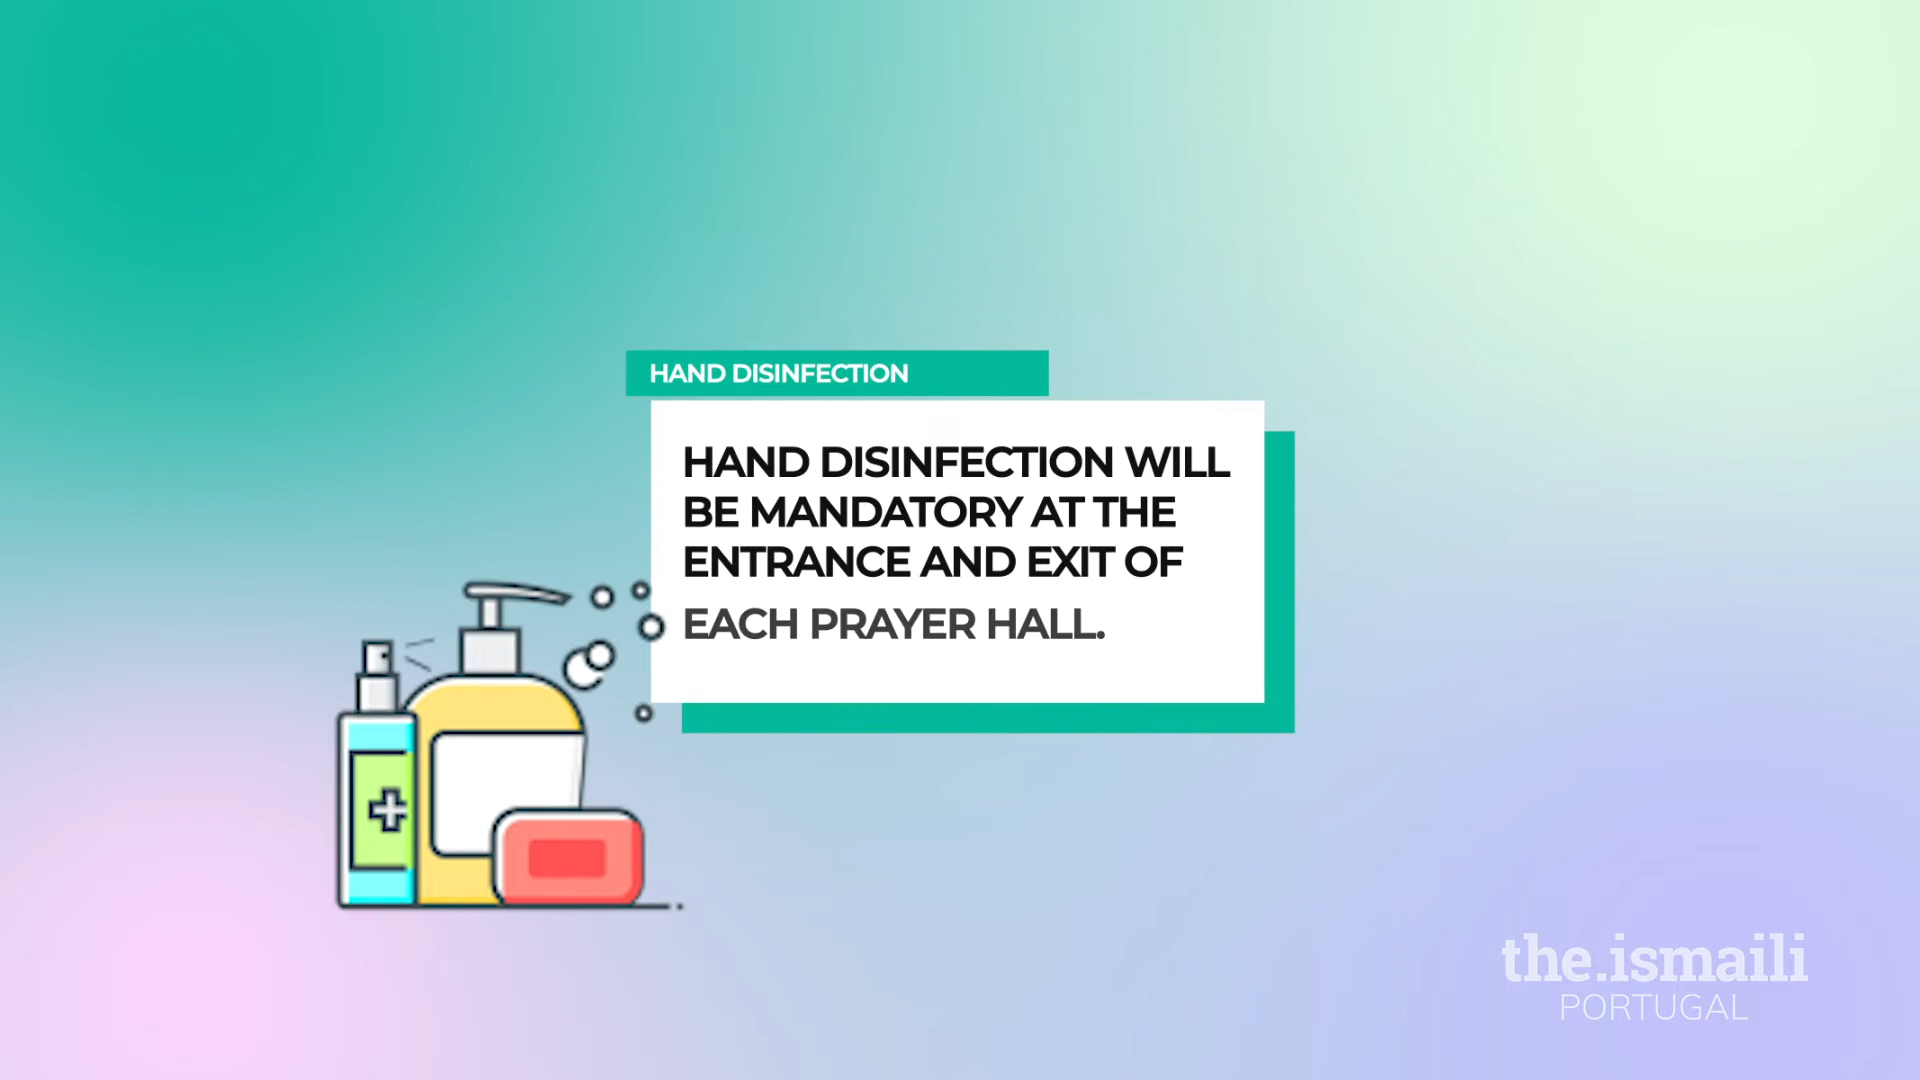 HAND DISINFECTION
HAND DISINFECTION WILL
BE MANDATORY AT THE
ENTRANCE AND EXIT OF
EACH PRAYER HALL.
the.ismaili
PORTUGAL